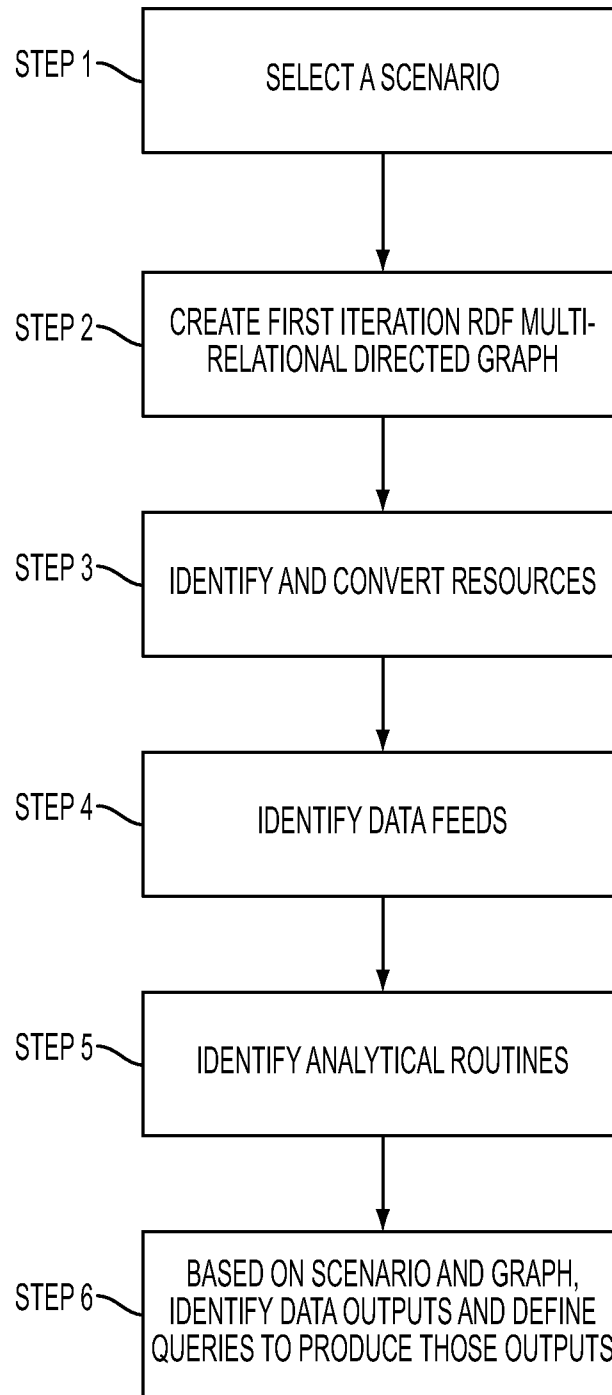 STEP 1
SELECT A SCENARIO
STEP 2
CREATE FIRST ITERATION RDF MULTI-
RELATIONAL DIRECTED GRAPH
STEP 3
IDENTIFY AND CONVERT RESOURCES
STEP 4
IDENTIFY DATA FEEDS
STEP 5
IDENTIFY ANALYTICAL ROUTINES
STEP 6
BASED ON SCENARIO AND GRAPH,
IDENTIFY DATA OUTPUTS AND DEFINE
QUERIES TO PRODUCE THOSE OUTPUTS